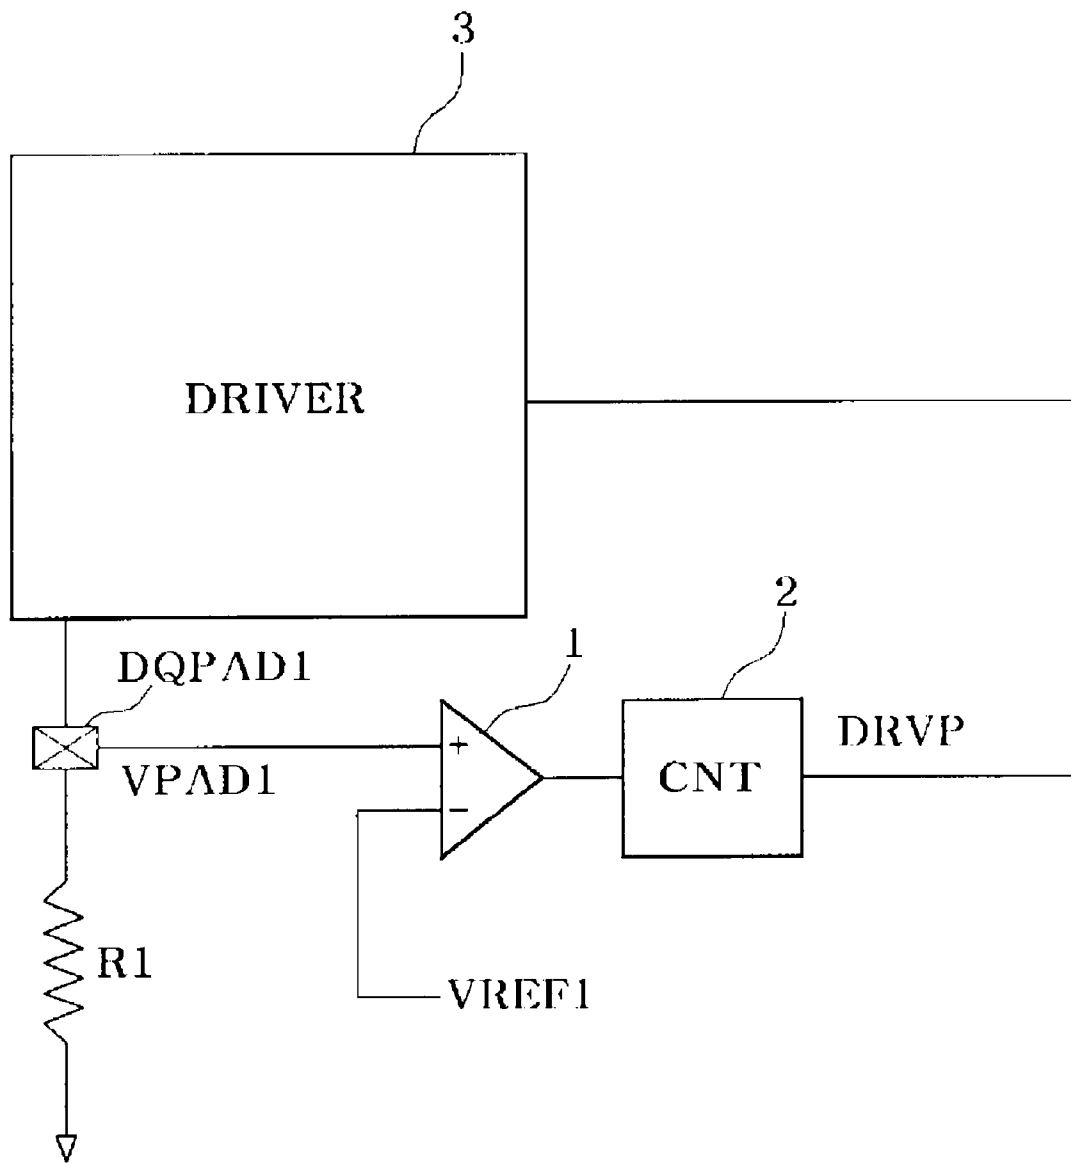 3
DRIVER
2
DQPAD1
1
DRVP
+
VPAD1
CNT
−
R1
VREF1